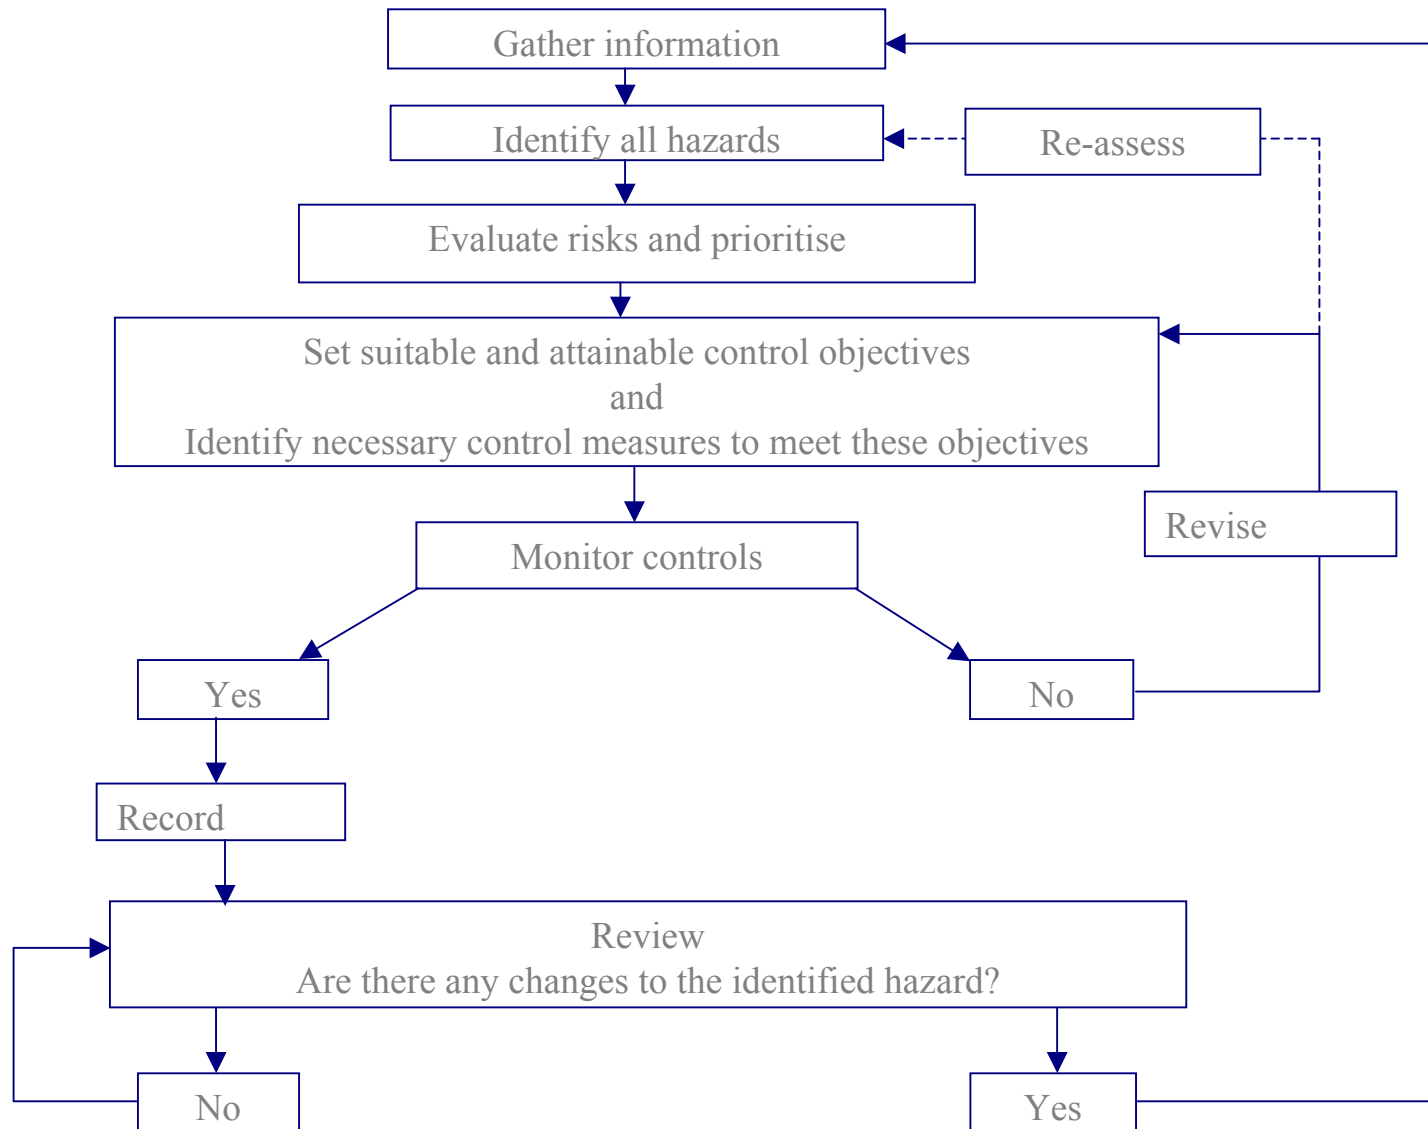 Gather information
Identify all hazards
Re-assess
Evaluate risks and prioritise
Set suitable and attainable control objectives
and
Identify necessary control measures to meet these objectives
Revise
Monitor controls
Yes
No
Record
Review
Are there any changes to the identified hazard?
No
Yes